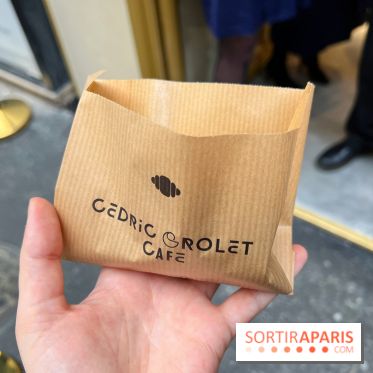 CEDRIC GROLET
CAFE
SORTIRAPARIS
.COM